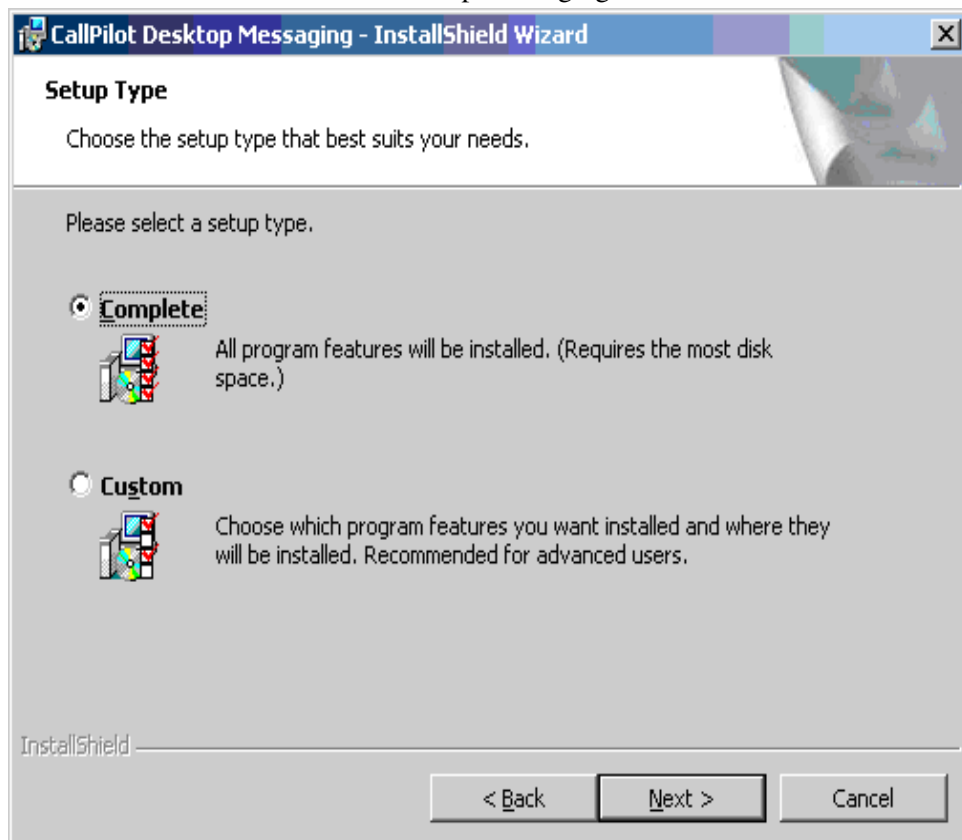 CallPilot Desktop Messaging - InstallShield Wizard
Setup Type
Choose the setup type that best suits your needs.
Please select a setup type.
Complete
All program features will be installed. (Requires the most disk
space.)
Custom
Choose which program features you want installed and where they
will be installed. Recommended for advanced users.
InstallShield
< Back
Next >
Cancel